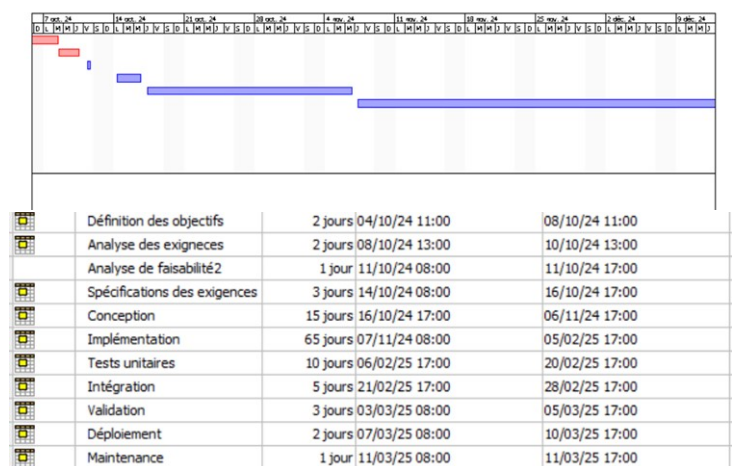 7 oct. 24 14 oct. 24 21 oct. 24 28 oct. 24 4 nov. 24 11 nov. 24 18 nov. 24 25 nov. 24 2 déc. 24 9 déc. 24
D L M M J V S D L M M J V S D L M M J V S D L M M J V S D L M M J V S D L M M J V S D L M M J V S D L M M J V S D L M M J V S D L M M J
Définition des objectifs 2 jours 04/10/24 11:00 08/10/24 11:00
Analyse des exigneces 2 jours 08/10/24 13:00 10/10/24 13:00
Analyse de faisabilité2 1 jour 11/10/24 08:00 11/10/24 17:00
Spécifications des exigences 3 jours 14/10/24 08:00 16/10/24 17:00
Conception 15 jours 16/10/24 17:00 06/11/24 17:00
Implémentation 65 jours 07/11/24 08:00 05/02/25 17:00
Tests unitaires 10 jours 06/02/25 17:00 20/02/25 17:00
Intégration 5 jours 21/02/25 17:00 28/02/25 17:00
Validation 3 jours 03/03/25 08:00 05/03/25 17:00
Déploiement 2 jours 07/03/25 08:00 10/03/25 17:00
Maintenance 1 jour 11/03/25 08:00 11/03/25 17:00